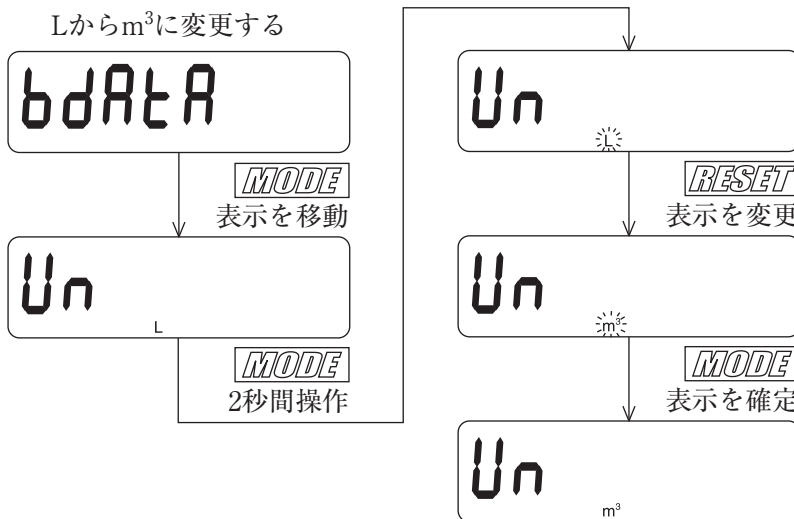 Lからm³に変更する
bdAtA
MODE
表示を移動
Un
L
MODE
2秒間操作
Un
L
RESET
表示を変更
Un
m³
MODE
表示を確定
Un
m³